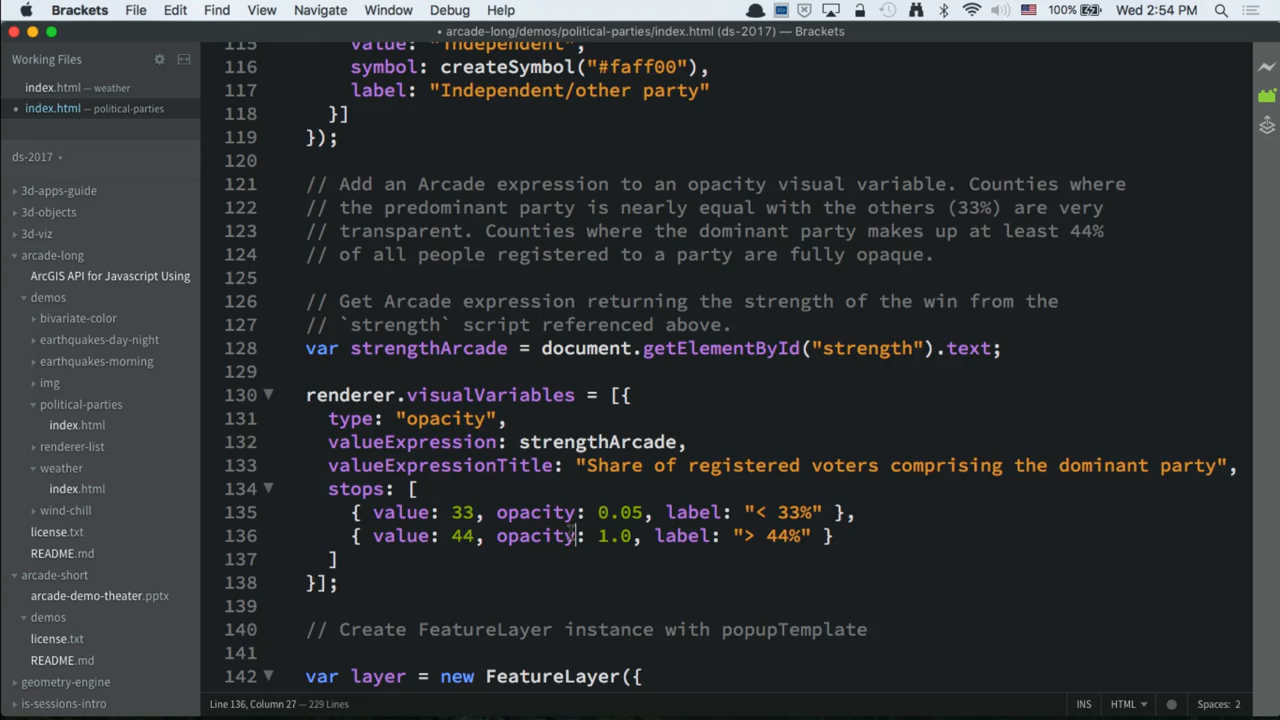 Brackets File Edit Find View Navigate Window Debug Help 100% Wed 2:54 PM
• arcade-long/demos/political-parties/index.html (ds-2017) — Brackets
Working Files
index.html — weather
• index.html — political-parties
ds-2017
3d-apps-guide
3d-objects
3d-viz
arcade-long
ArcGIS API for Javascript Using
demos
bivariate-color
earthquakes-day-night
earthquakes-morning
img
political-parties
index.html
renderer-list
weather
index.html
wind-chill
license.txt
README.md
arcade-short
arcade-demo-theater.pptx
demos
license.txt
README.md
geometry-engine
is-sessions-intro
115 value: "Independent",
116 symbol: createSymbol("#faff00"),
117 label: "Independent/other party"
118 }]
119 });
120
121 // Add an Arcade expression to an opacity visual variable. Counties where
122 // the predominant party is nearly equal with the others (33%) are very
123 // transparent. Counties where the dominant party makes up at least 44%
124 // of all people registered to a party are fully opaque.
125
126 // Get Arcade expression returning the strength of the win from the
127 // `strength` script referenced above.
128 var strengthArcade = document.getElementById("strength").text;
129
130 renderer.visualVariables = [{
131 type: "opacity",
132 valueExpression: strengthArcade,
133 valueExpressionTitle: "Share of registered voters comprising the dominant party",
134 stops: [
135 { value: 33, opacity: 0.05, label: "< 33%" },
136 { value: 44, opacity: 1.0, label: "> 44%" }
137 ]
138 }];
139
140 // Create FeatureLayer instance with popupTemplate
141
142 var layer = new FeatureLayer({
Line 136, Column 27 — 229 Lines INS HTML Spaces: 2